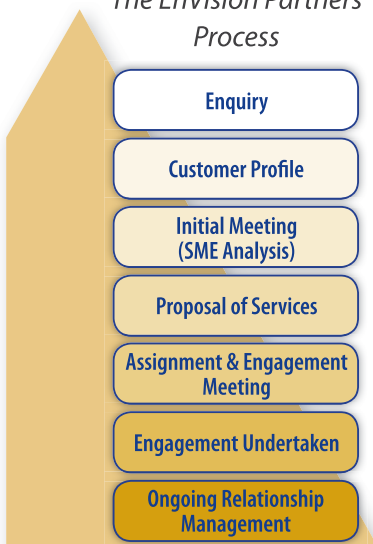 The EnVision Partners
Process
Enquiry
Customer Profile
Initial Meeting
(SME Analysis)
Proposal of Services
Assignment & Engagement
Meeting
Engagement Undertaken
Ongoing Relationship
Management